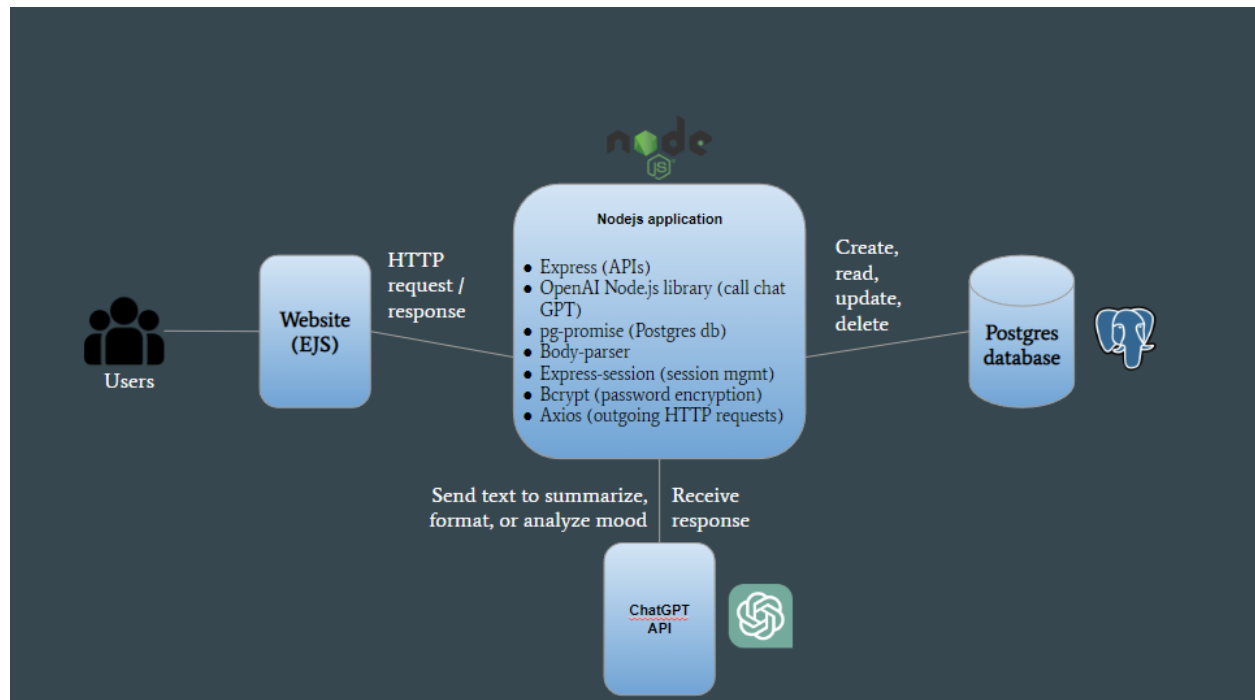 node
JS
Nodejs application
● Express (APIs)
● OpenAI Node.js library (call chat
GPT)
● pg-promise (Postgres db)
● Body-parser
● Express-session (session mgmt)
● Bcrypt (password encryption)
● Axios (outgoing HTTP requests)
HTTP
request /
response
Website
(EJS)
Users
Create,
read,
update,
delete
Postgres
database
Send text to summarize,
format, or analyze mood
Receive
response
ChatGPT
API